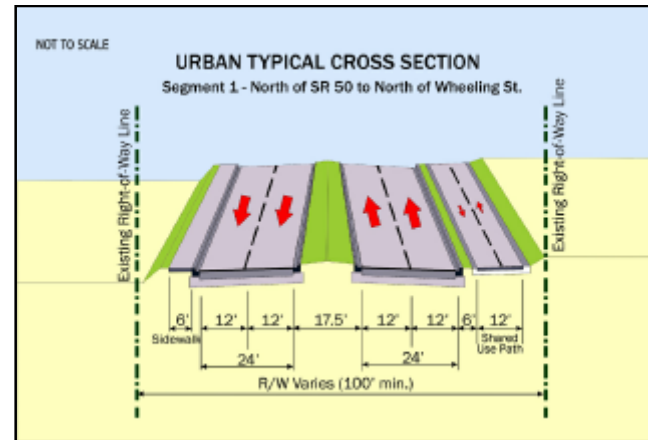 NOT TO SCALE
URBAN TYPICAL CROSS SECTION
Segment 1 - North of SR 50 to North of Wheeling St.
Existing Right-of-Way Line
Existing Right-of-Way Line
6' 12' 12' 17.5' 12' 12' 6' 12'
Sidewalk
Shared
Use Path
24' 24'
R/W Varies (100' min.)